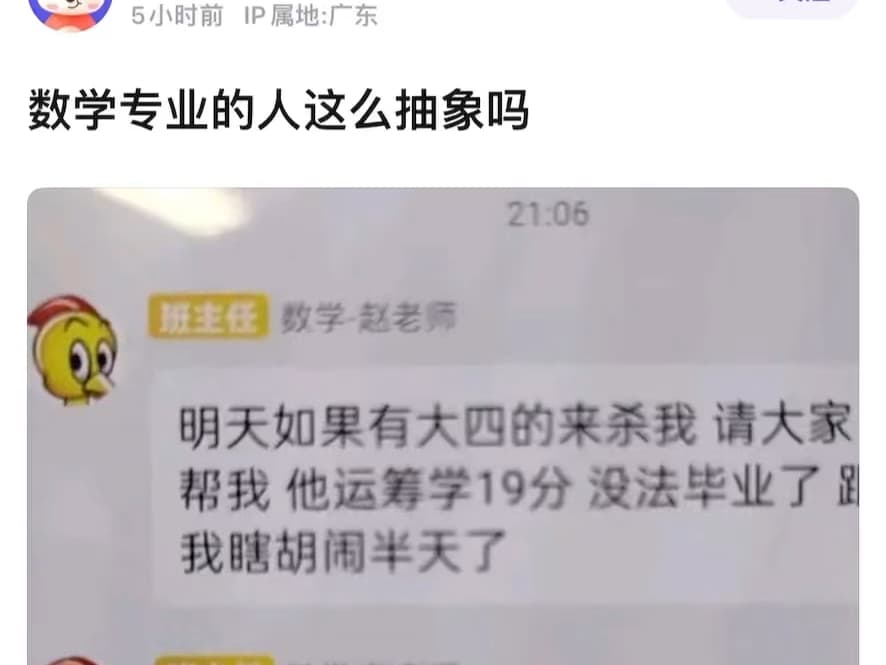 5小时前 IP属地:广东
数学专业的人这么抽象吗
21:06
班主任 数学-赵老师
明天如果有大四的来杀我 请大家
帮我 他运筹学19分 没法毕业了 跟
我瞎胡闹半天了